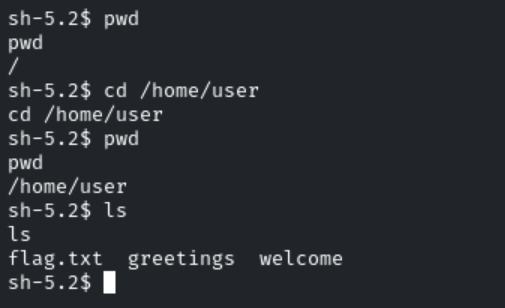 sh-5.2$ pwd
pwd
/
sh-5.2$ cd /home/user
cd /home/user
sh-5.2$ pwd
pwd
/home/user
sh-5.2$ ls
ls
flag.txt  greetings  welcome
sh-5.2$